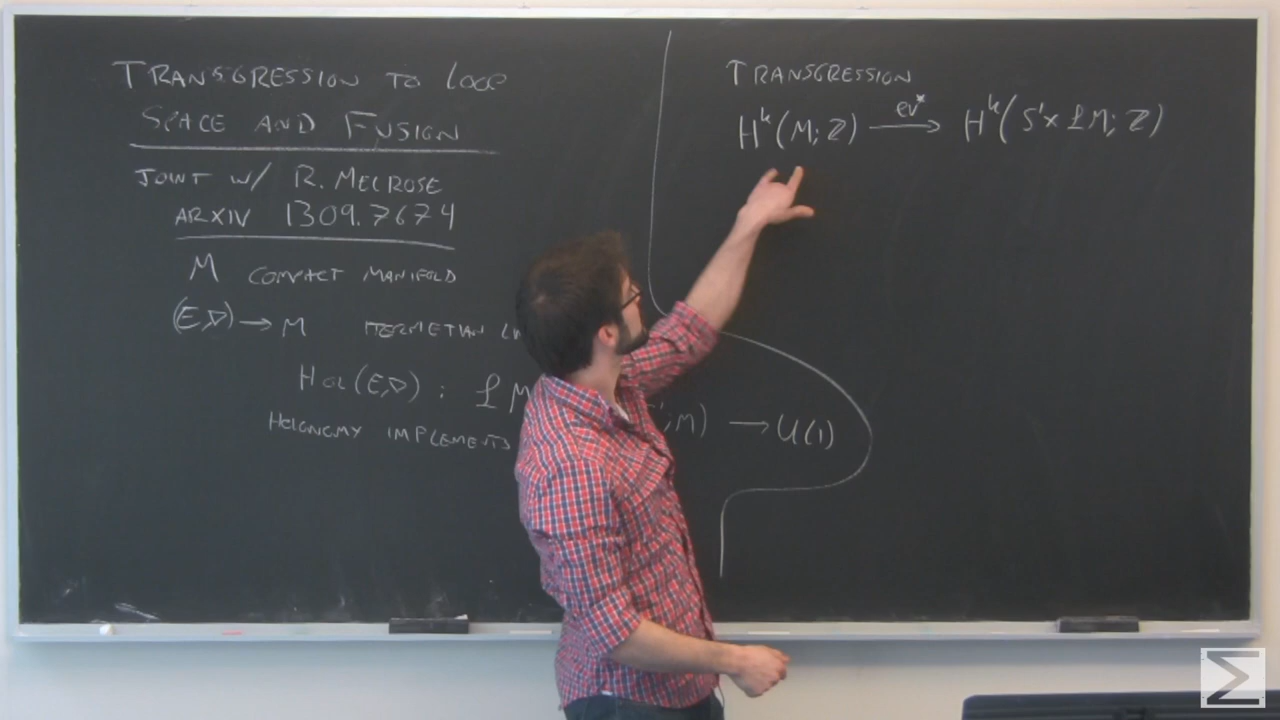 TRANSGRESSION TO LOOP
SPACE AND FUSION
JOINT W/ R. MELROSE
ARXIV 1309.7674
M COMPACT MANIFOLD
(E,∇) → M HERMETIAN
Hol(E,∇) : ℒM ;M) → U(1)
HOLONOMY IMPLEMENTS
TRANSGRESSION
H^k(M;ℤ) —ev*→ H^k(S'×ℒM;ℤ)
Σ